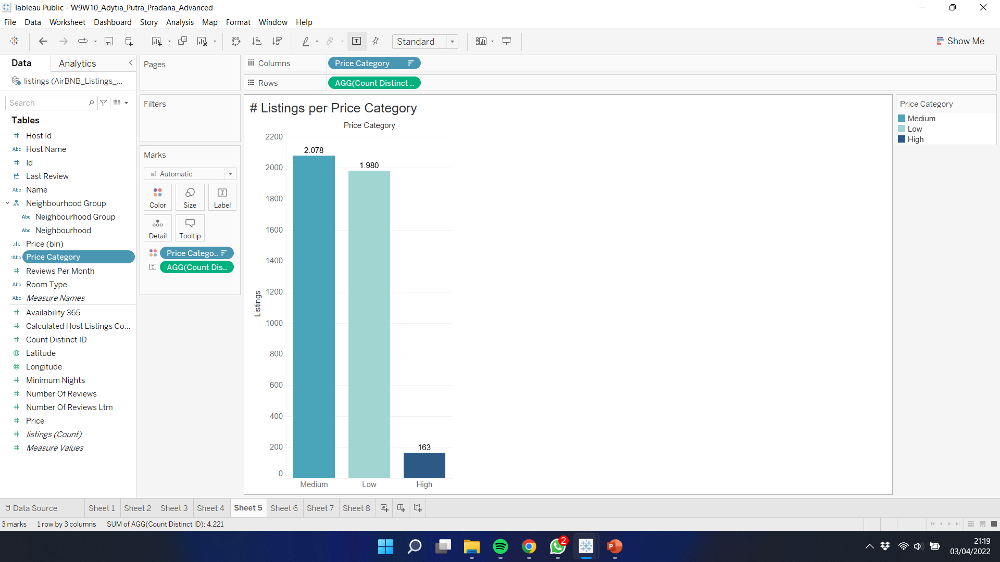 Tableau Public - W9W10_Adytia_Putra_Pradana_Advanced
File Data Worksheet Dashboard Story Analysis Map Format Window Help
Standard
Show Me
Data Analytics
listings (AirBNB_Listings_...
Search
Tables
# Host Id
Abc Host Name
# Id
Last Review
Abc Name
Neighbourhood Group
Abc Neighbourhood Group
Abc Neighbourhood
Price (bin)
=Abc Price Category
# Reviews Per Month
Abc Room Type
Abc Measure Names
# Availability 365
# Calculated Host Listings Co...
=# Count Distinct ID
Latitude
Longitude
# Minimum Nights
# Number Of Reviews
# Number Of Reviews Ltm
# Price
# listings (Count)
# Measure Values
Pages
Filters
Marks
Automatic
Color Size Label
Detail Tooltip
Price Catego..
AGG(Count Dis..
Columns Price Category
Rows AGG(Count Distinct ..
# Listings per Price Category
Price Category
Listings
2200
2000
1800
1600
1400
1200
1000
800
600
400
200
0
2.078
1.980
163
Medium Low High
Price Category
Medium
Low
High
Data Source Sheet 1 Sheet 2 Sheet 3 Sheet 4 Sheet 5 Sheet 6 Sheet 7 Sheet 8
3 marks 1 row by 3 columns SUM of AGG(Count Distinct ID): 4,221
2
21:19
03/04/2022